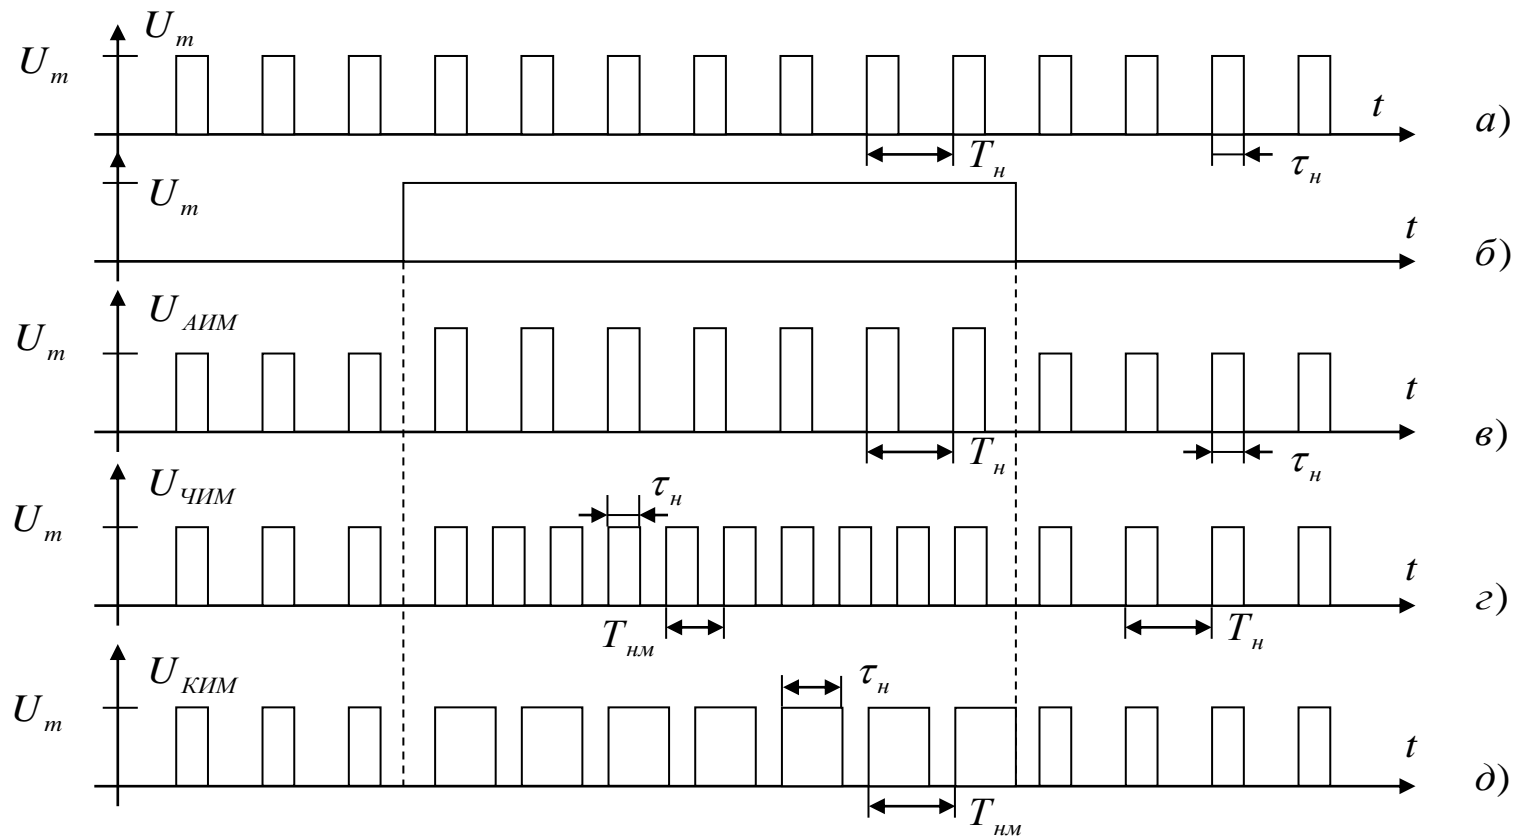 U_m
U_m
t
а)
T_н
τ_н
U_m
t
б)
U_АИМ
U_m
t
T_н
τ_н
в)
U_ЧИМ
τ_н
U_m
t
г)
T_нм
T_н
U_КИМ
τ_н
U_m
t
д)
T_нм